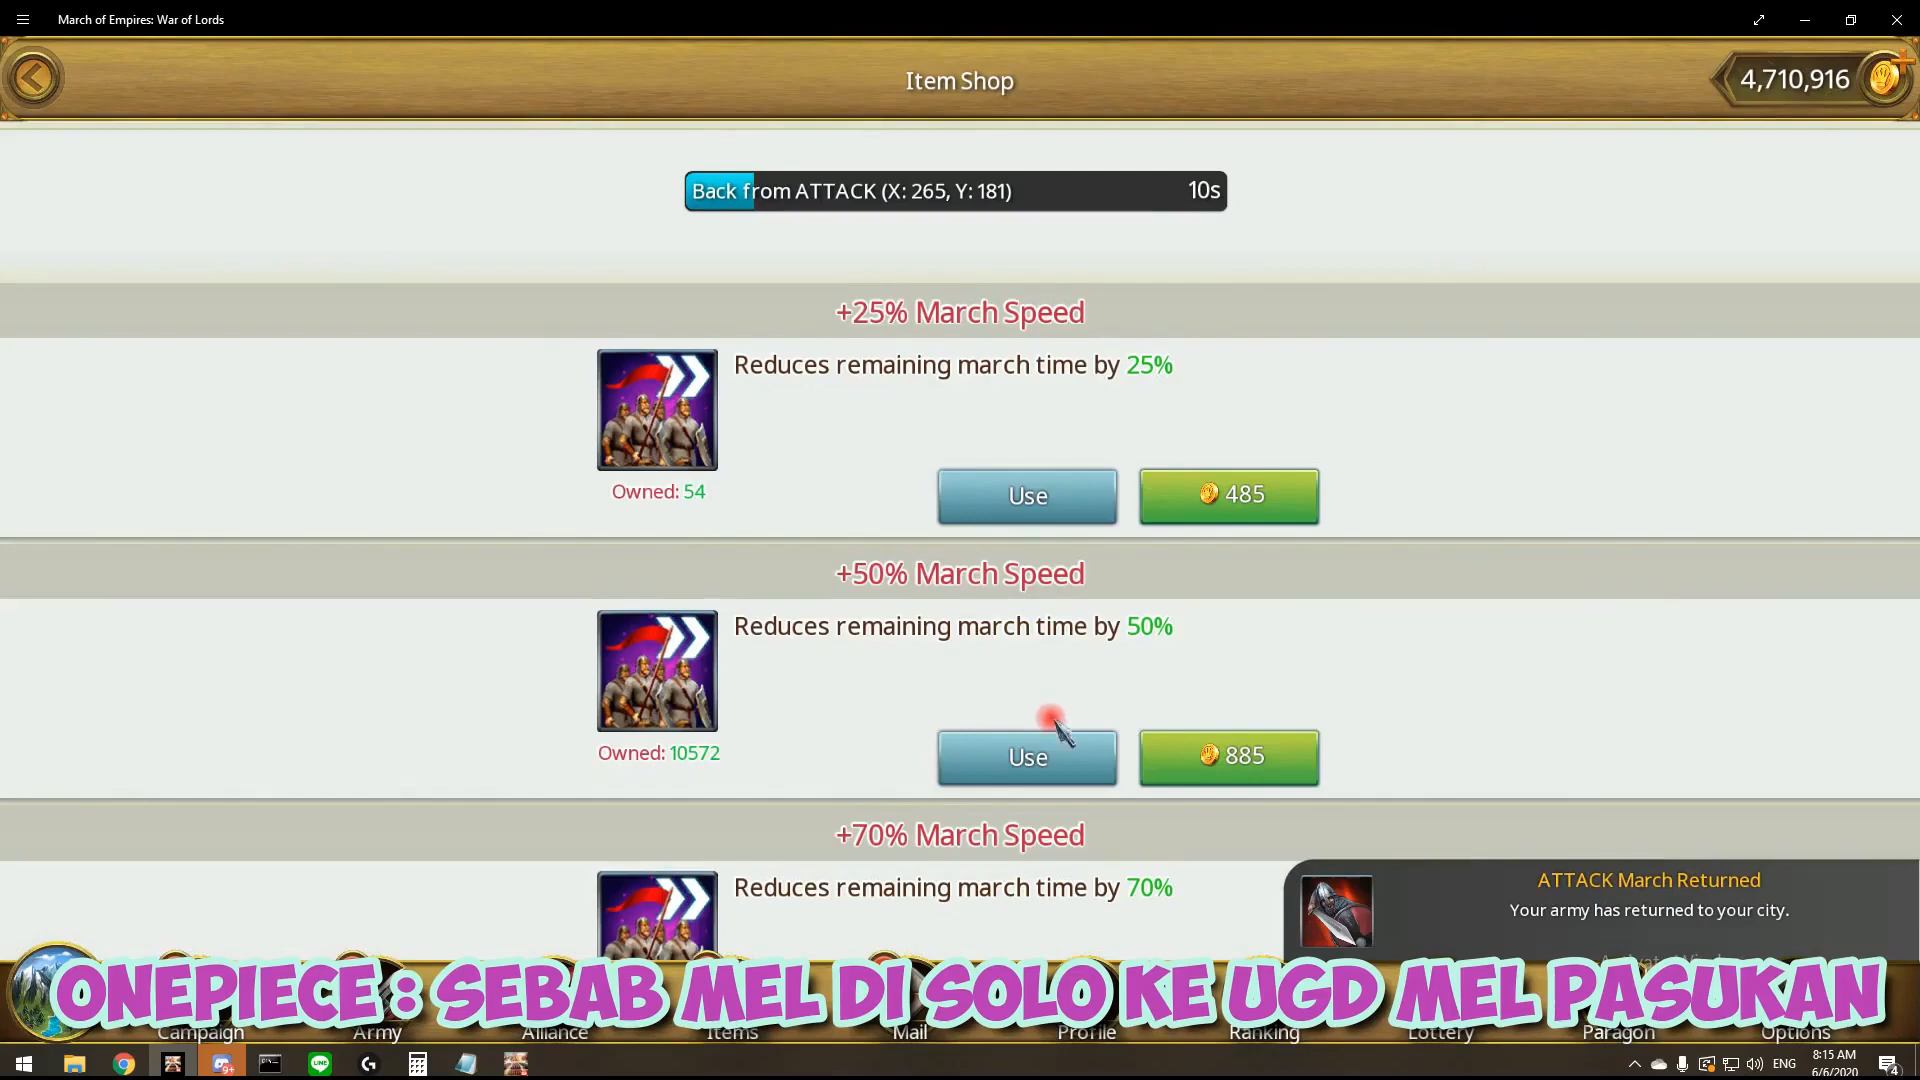 March of Empires: War of Lords
Item Shop
4,710,916
Back from ATTACK (X: 265, Y: 181) 10s
+25% March Speed
Reduces remaining march time by 25%
Owned: 54
Use
485
+50% March Speed
Reduces remaining march time by 50%
Owned: 10572
Use
885
+70% March Speed
Reduces remaining march time by 70%
ATTACK March Returned
Your army has returned to your city.
ONEPIECE : SEBAB MEL DI SOLO KE UGD MEL PASUKAN
Campaign Army Alliance Items Mail Profile Ranking Lottery Paragon Options
9+
LINE
ENG
8:15 AM
6/6/2020
4